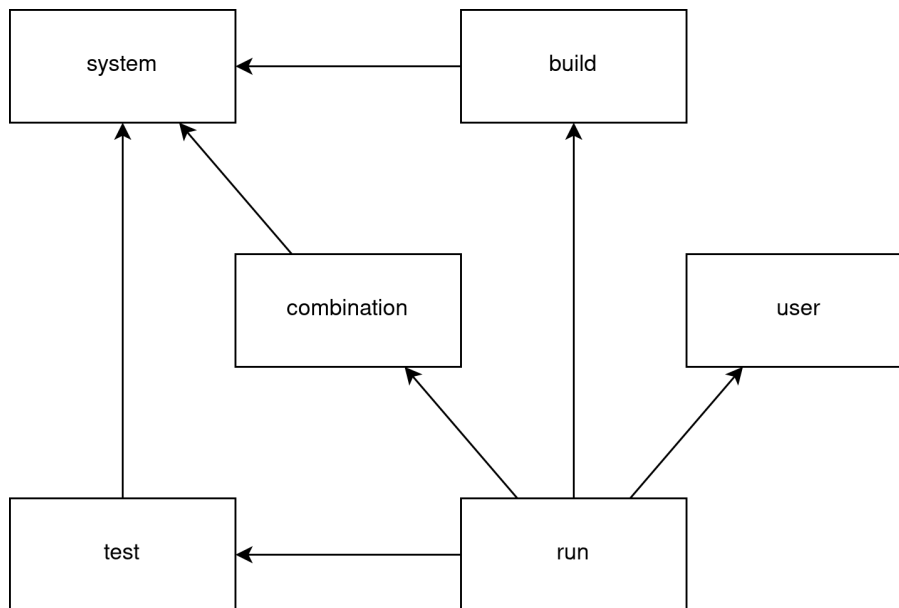 system
build
combination
user
test
run